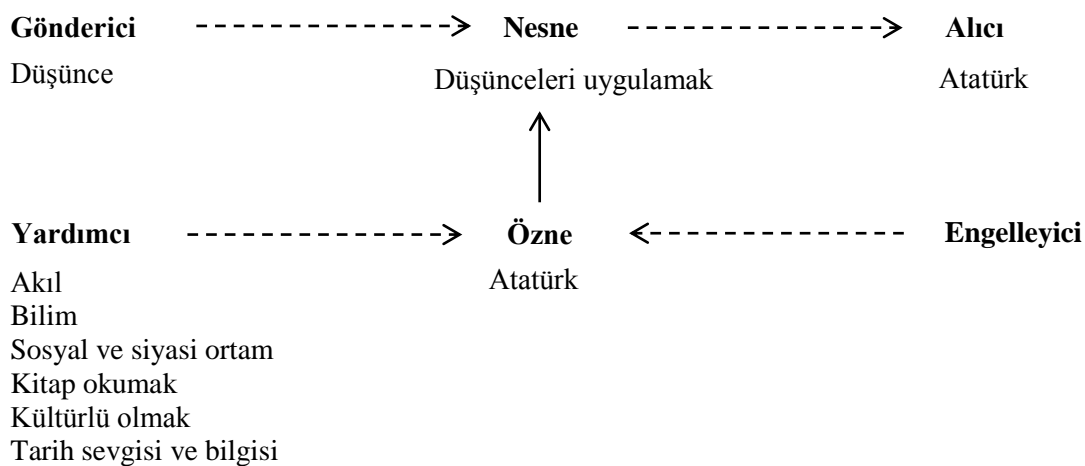 Gönderici Nesne Alıcı
Düşünce Düşünceleri uygulamak Atatürk
Yardımcı Özne Engelleyici
Akıl Atatürk
Bilim
Sosyal ve siyasi ortam
Kitap okumak
Kültürlü olmak
Tarih sevgisi ve bilgisi